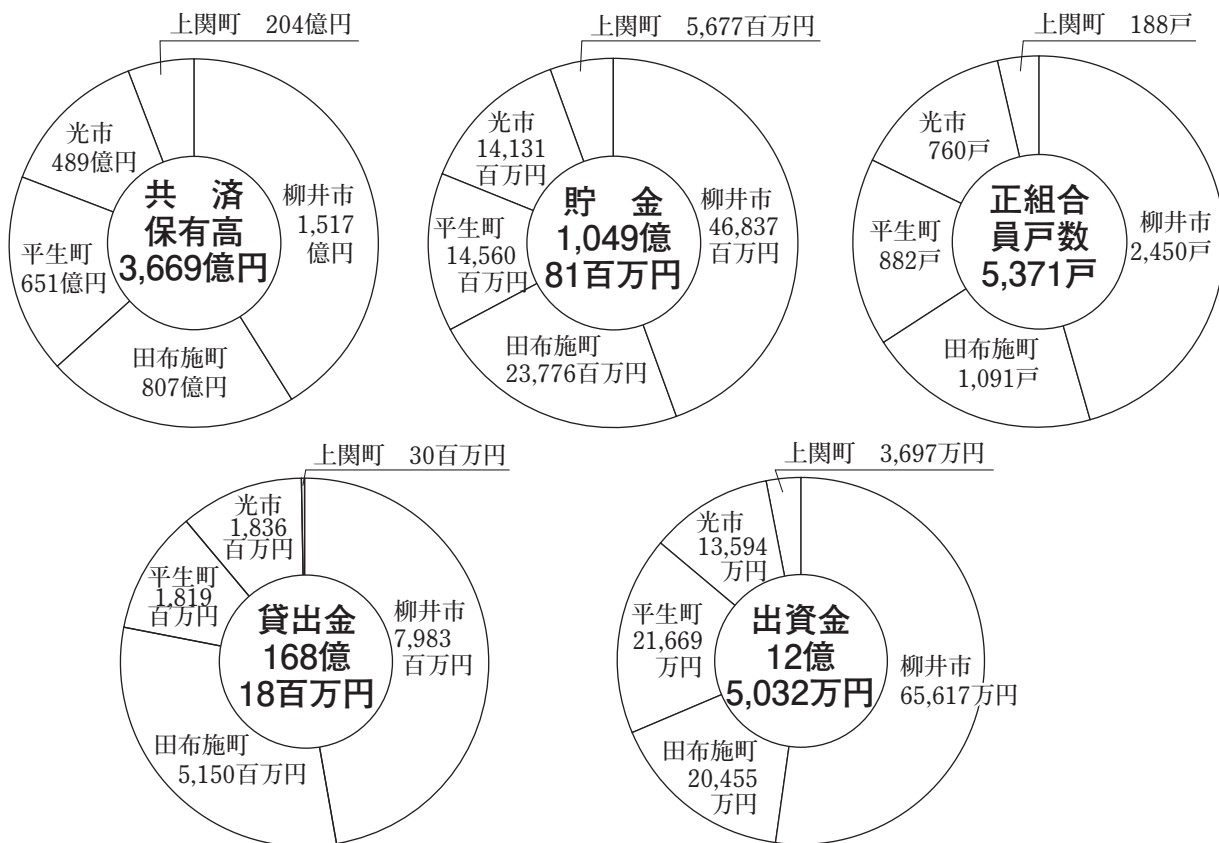 上関町　204億円
光市
489億円
共　済
保有高
3,669億円
柳井市
1,517
億円
平生町
651億円
田布施町
807億円
上関町　5,677百万円
光市
14,131
百万円
貯　金
1,049億
81百万円
柳井市
46,837
百万円
平生町
14,560
百万円
田布施町
23,776百万円
上関町　188戸
光市
760戸
正組合
員戸数
5,371戸
柳井市
2,450戸
平生町
882戸
田布施町
1,091戸
上関町　30百万円
光市
1,836
百万円
平生町
1,819
百万円
貸出金
168億
18百万円
柳井市
7,983
百万円
田布施町
5,150百万円
上関町　3,697万円
光市
13,594
万円
平生町
21,669
万円
出資金
12億
5,032万円
柳井市
65,617万円
田布施町
20,455
万円